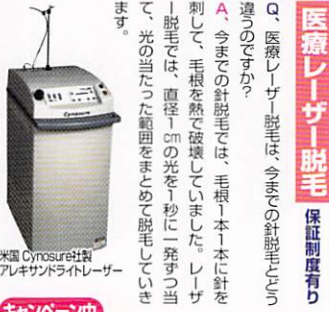 医療レーザー脱毛 保証制度有り
Q、医療レーザー脱毛は、今までの針脱毛とどう
違うのですか？
A、今までの針脱毛では、毛根1本1本に針を
刺して、毛根を熱で破壊していました。レーザ
ー脱毛では、直径1cmの光を1秒に一発ずつ当
て、光の当たった範囲をまとめて脱毛していき
ます。
Cynosure
米国 Cynosure社製
アレキサンドライトレーザー
キャンペーン中